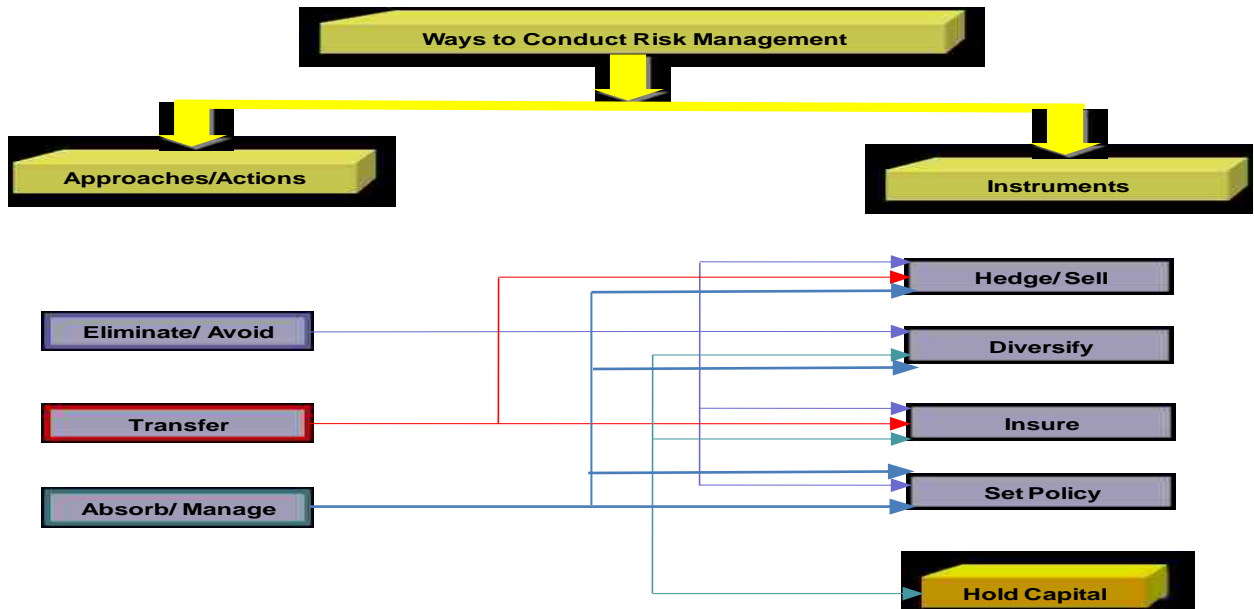 Ways to Conduct Risk Management
Approaches/Actions
Instruments
Hedge/ Sell
Eliminate/ Avoid
Diversify
Transfer
Insure
Absorb/ Manage
Set Policy
Hold Capital